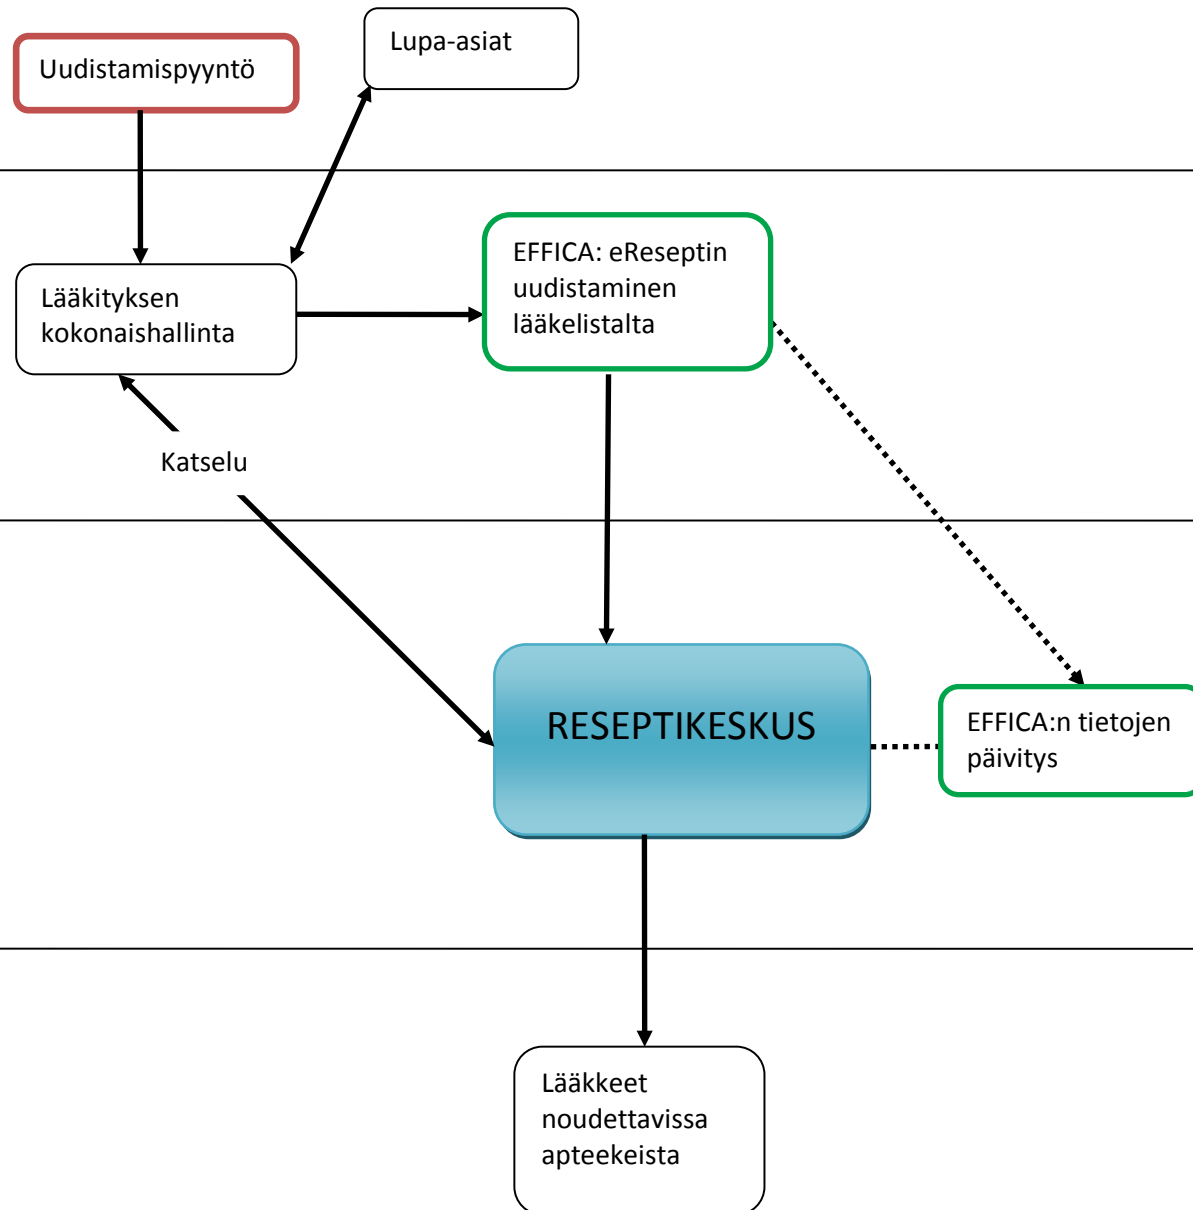 Lupa-asiat
Uudistamispyyntö
EFFICA: eReseptin
uudistaminen
lääkelistalta
Lääkityksen
kokonaishallinta
Katselu
RESEPTIKESKUS
EFFICA:n tietojen
päivitys
Lääkkeet
noudettavissa
apteekeista